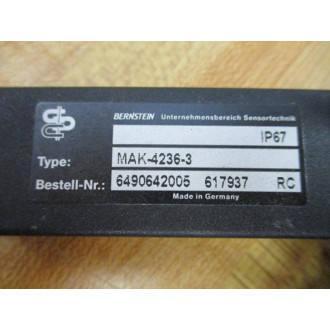 BERNSTEIN Unternehmensbereich Sensortechnik
IP67
Type: MAK-4236-3
Bestell-Nr.: 6490642005 617937 RC
Made in Germany